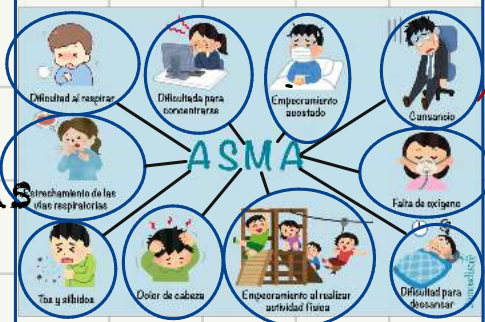 Dificultad al respirar
Dificultada para
concentrarse
Empeoramiento
acostado
Cansancio
ASMA
Estrechamiento de las
vías respiratorias
Falta de oxígeno
Tos y silbidos
Dolor de cabeza
Empeoramiento al realizar
actividad física
Dificultad para
descansar